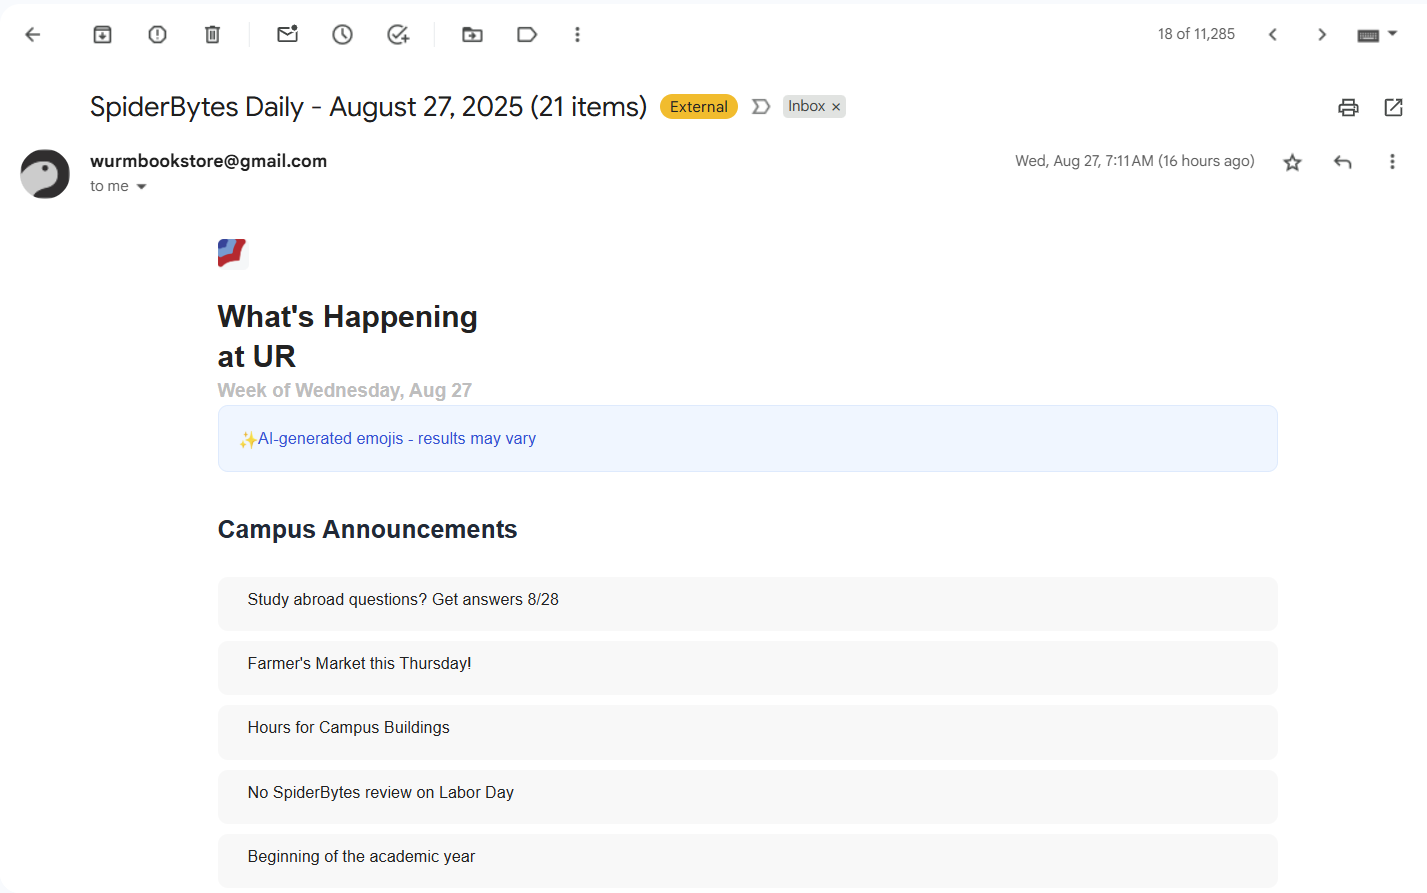 18 of 11,285
SpiderBytes Daily - August 27, 2025 (21 items) External Inbox ×
wurmbookstore@gmail.com
Wed, Aug 27, 7:11 AM (16 hours ago)
to me
What's Happening
at UR
Week of Wednesday, Aug 27
✨AI-generated emojis - results may vary
Campus Announcements
Study abroad questions? Get answers 8/28
Farmer's Market this Thursday!
Hours for Campus Buildings
No SpiderBytes review on Labor Day
Beginning of the academic year